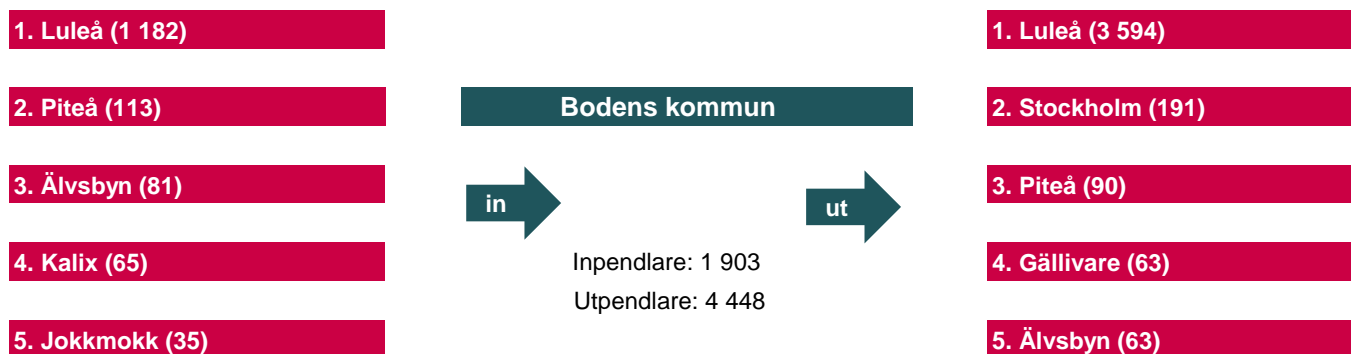 1. Luleå (1 182)
2. Piteå (113)
3. Älvsbyn (81)
4. Kalix (65)
5. Jokkmokk (35)
Bodens kommun
in
ut
Inpendlare: 1 903
Utpendlare: 4 448
1. Luleå (3 594)
2. Stockholm (191)
3. Piteå (90)
4. Gällivare (63)
5. Älvsbyn (63)